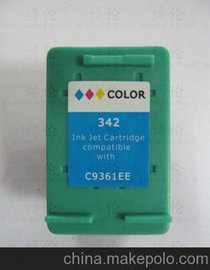 COLOR
342
Ink Jet Cartridge
compatible
with
C9361EE
china.makepolo.com